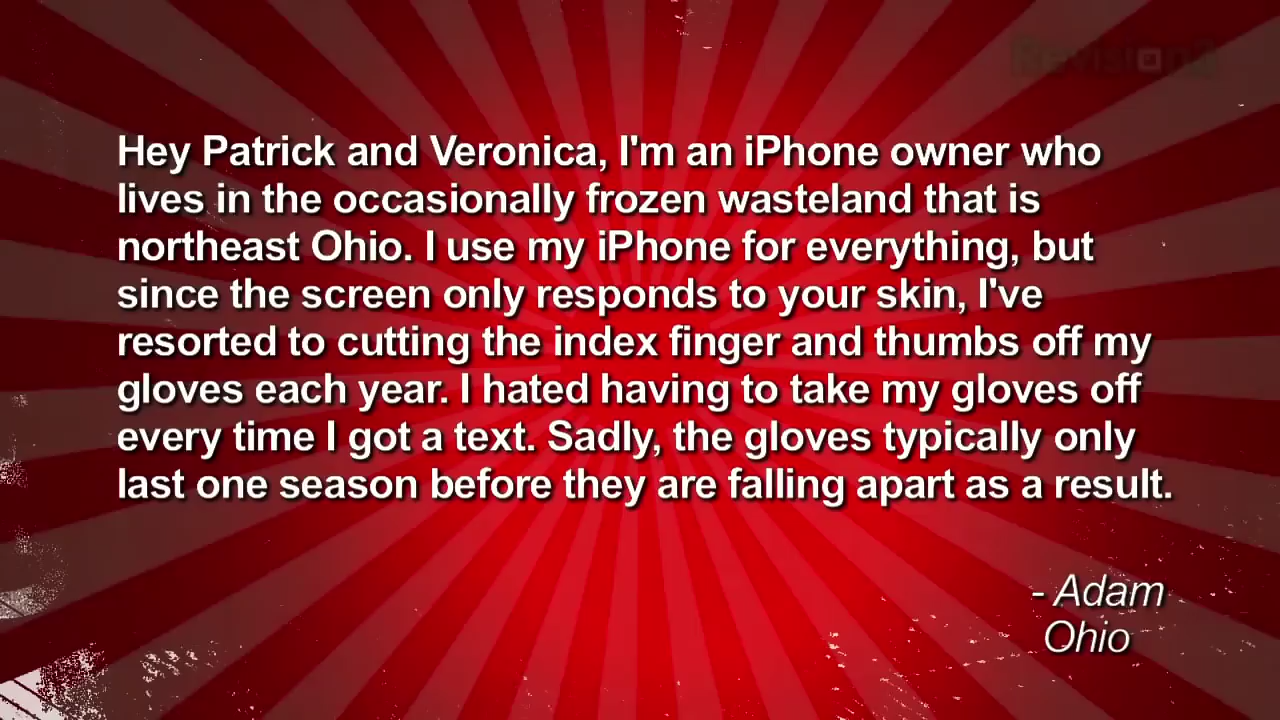 Hey Patrick and Veronica, I'm an iPhone owner who
lives in the occasionally frozen wasteland that is
northeast Ohio. I use my iPhone for everything, but
since the screen only responds to your skin, I've
resorted to cutting the index finger and thumbs off my
gloves each year. I hated having to take my gloves off
every time I got a text. Sadly, the gloves typically only
last one season before they are falling apart as a result.
- Adam
Ohio